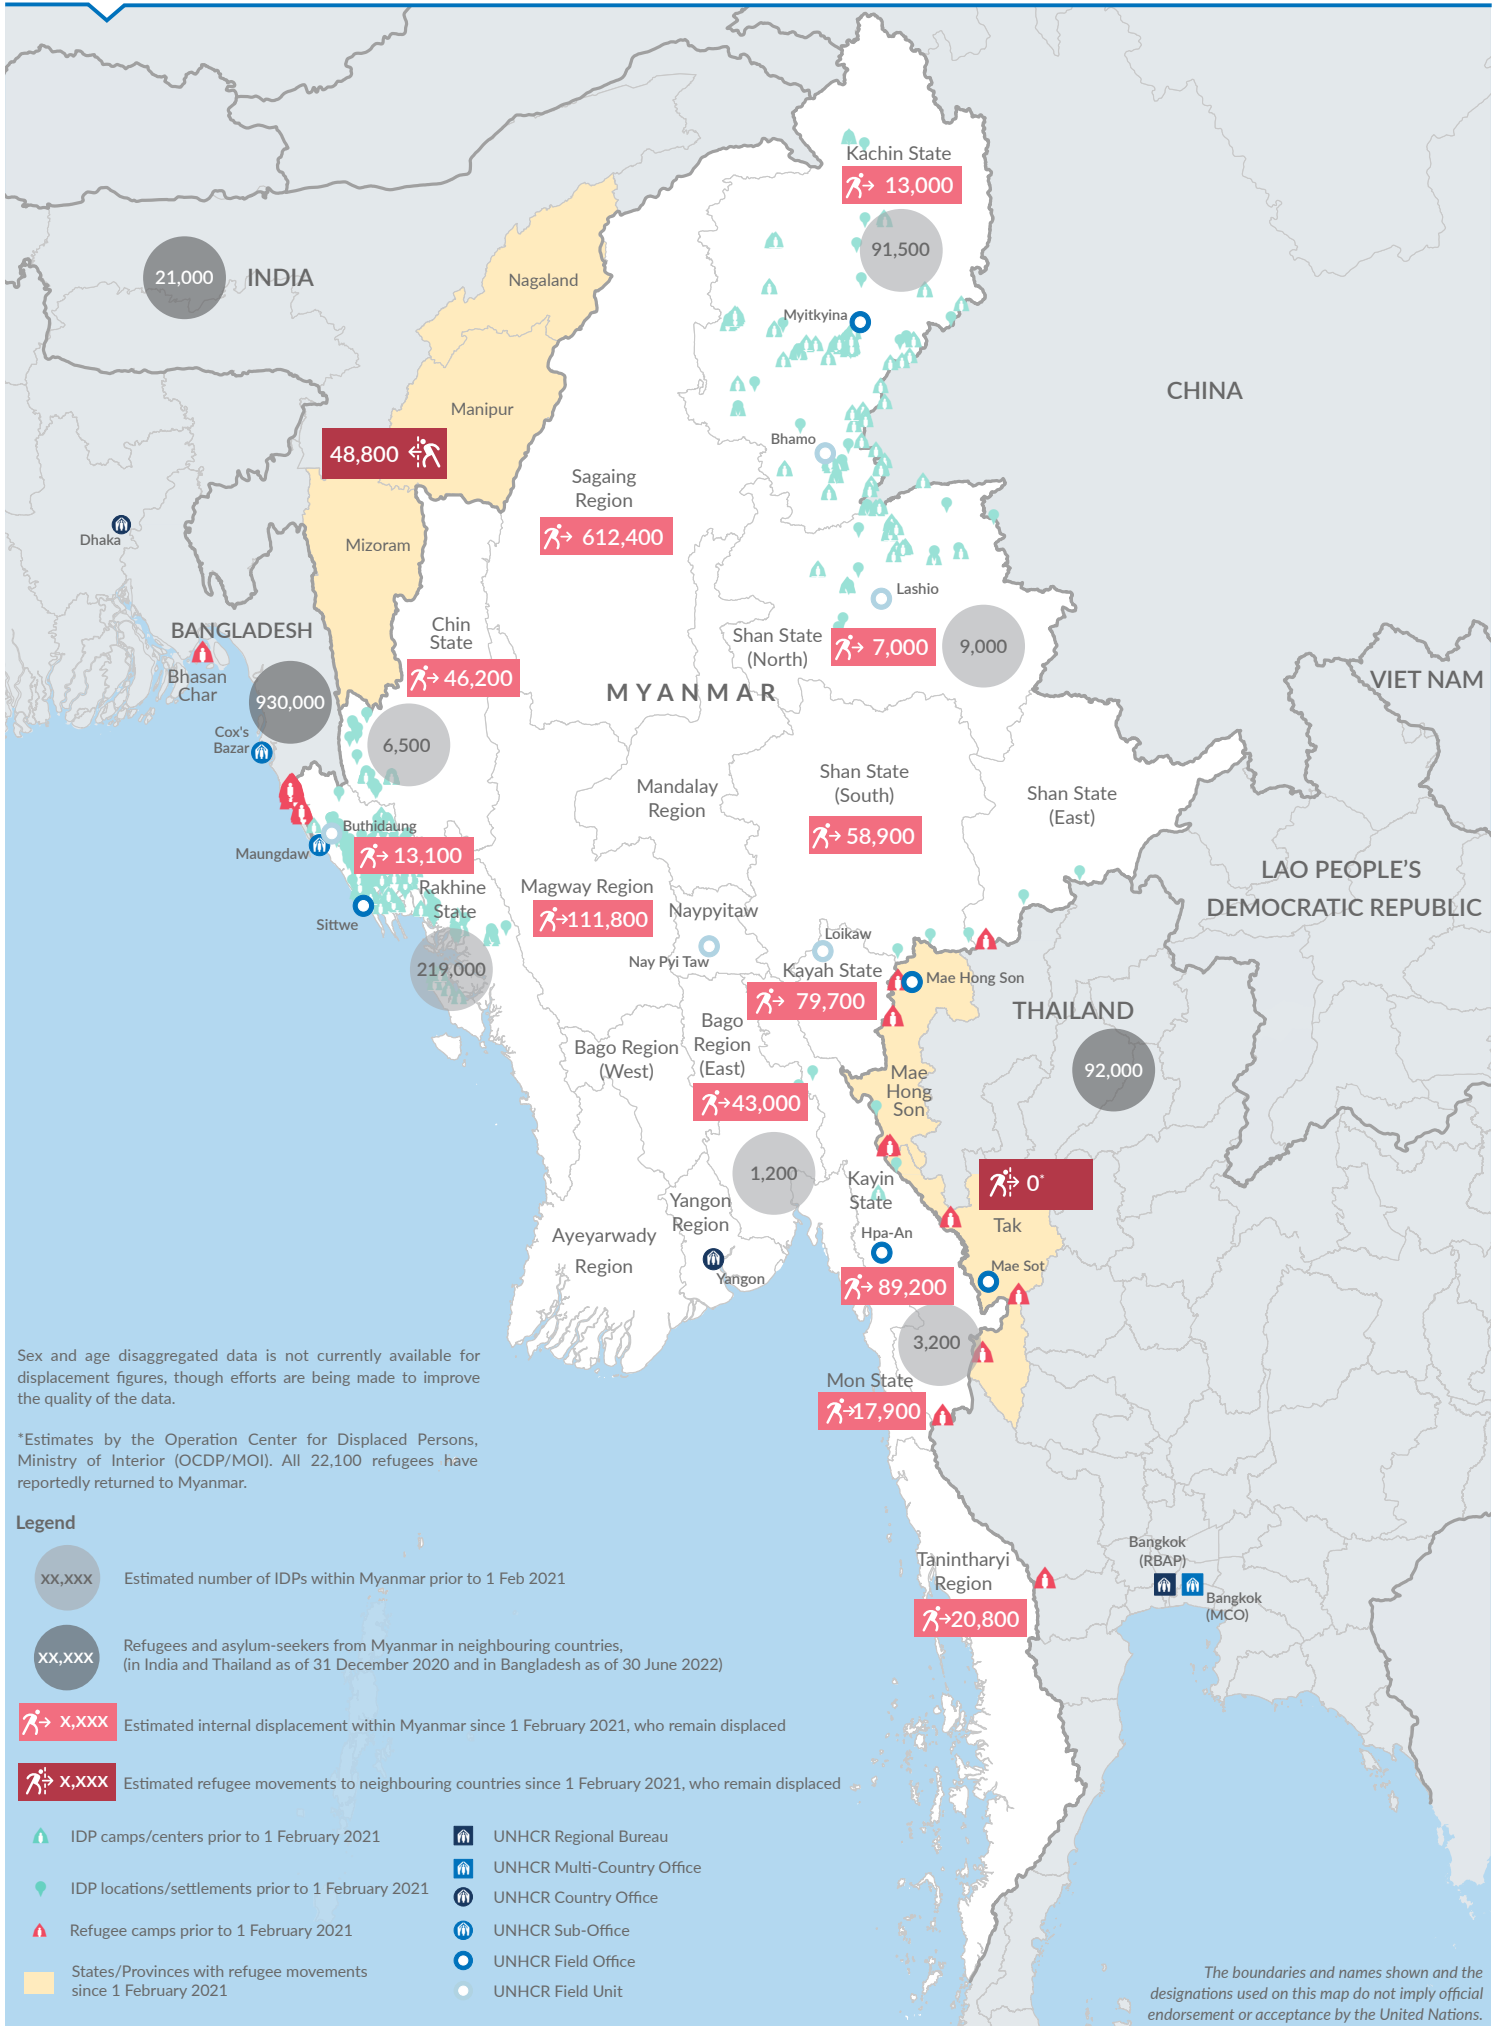 Kachin State
13,000
91,500
21,000
INDIA
Nagaland
Myitkyina
CHINA
Manipur
48,800
Bhamo
Sagaing
Region
612,400
Dhaka
Mizoram
Lashio
Chin
State
46,200
Shan State
(North)
7,000
9,000
BANGLADESH
Bhasan
Char
930,000
MYANMAR
VIET NAM
Cox's
Bazar
6,500
Mandalay
Region
Shan State
(South)
58,900
Shan State
(East)
Buthidaung
Maungdaw
13,100
Rakhine
State
Sittwe
219,000
Magway Region
111,800
Naypyitaw
Nay Pyi Taw
Loikaw
Kayah State
79,700
LAO PEOPLE'S
DEMOCRATIC REPUBLIC
Mae Hong Son
THAILAND
92,000
Bago Region
(West)
Bago
Region
(East)
43,000
Mae
Hong
Son
1,200
Kayin
State
0*
Tak
Yangon
Region
Ayeyarwady
Region
Yangon
Hpa-An
89,200
Mae Sot
3,200
Mon State
17,900
Tanintharyi
Region
20,800
Bangkok
(RBAP)
Bangkok
(MCO)
Sex and age disaggregated data is not currently available for
displacement figures, though efforts are being made to improve
the quality of the data.
*Estimates by the Operation Center for Displaced Persons,
Ministry of Interior (OCDP/MOI). All 22,100 refugees have
reportedly returned to Myanmar.
Legend
XX,XXX
Estimated number of IDPs within Myanmar prior to 1 Feb 2021
XX,XXX
Refugees and asylum-seekers from Myanmar in neighbouring countries,
(in India and Thailand as of 31 December 2020 and in Bangladesh as of 30 June 2022)
X,XXX
Estimated internal displacement within Myanmar since 1 February 2021, who remain displaced
X,XXX
Estimated refugee movements to neighbouring countries since 1 February 2021, who remain displaced
IDP camps/centers prior to 1 February 2021
IDP locations/settlements prior to 1 February 2021
Refugee camps prior to 1 February 2021
States/Provinces with refugee movements
since 1 February 2021
UNHCR Regional Bureau
UNHCR Multi-Country Office
UNHCR Country Office
UNHCR Sub-Office
UNHCR Field Office
UNHCR Field Unit
The boundaries and names shown and the
designations used on this map do not imply official
endorsement or acceptance by the United Nations.